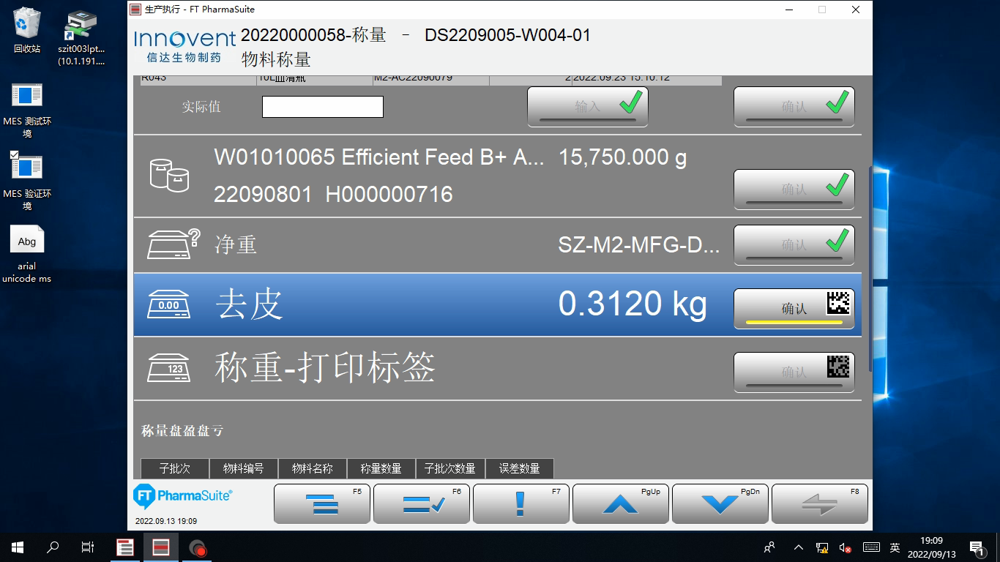 生产执行 - FT PharmaSuite
回收站
szit003lpt...
(10.1.191....
MES 测试环
境
MES 验证环
境
Abg
arial
unicode ms
Innovent
信达生物制药
20220000058-称量 - DS2209005-W004-01
物料称量
R043 10L血清瓶 M2-AC22090079 2 2022.09.23 15:10:12
实际值 输入 确认
W01010065 Efficient Feed B+ A... 15,750.000 g
22090801 H000000716 确认
净重 SZ-M2-MFG-D... 确认
0.00 去皮 0.3120 kg 确认
123 称重-打印标签 确认
称量盘盈盘亏
子批次 物料编号 物料名称 称量数量 子批次数量 误差数量
FT PharmaSuite®
F5 F6 F7 PgUp PgDn F8
2022.09.13 19:09
英
19:09
2022/09/13
1